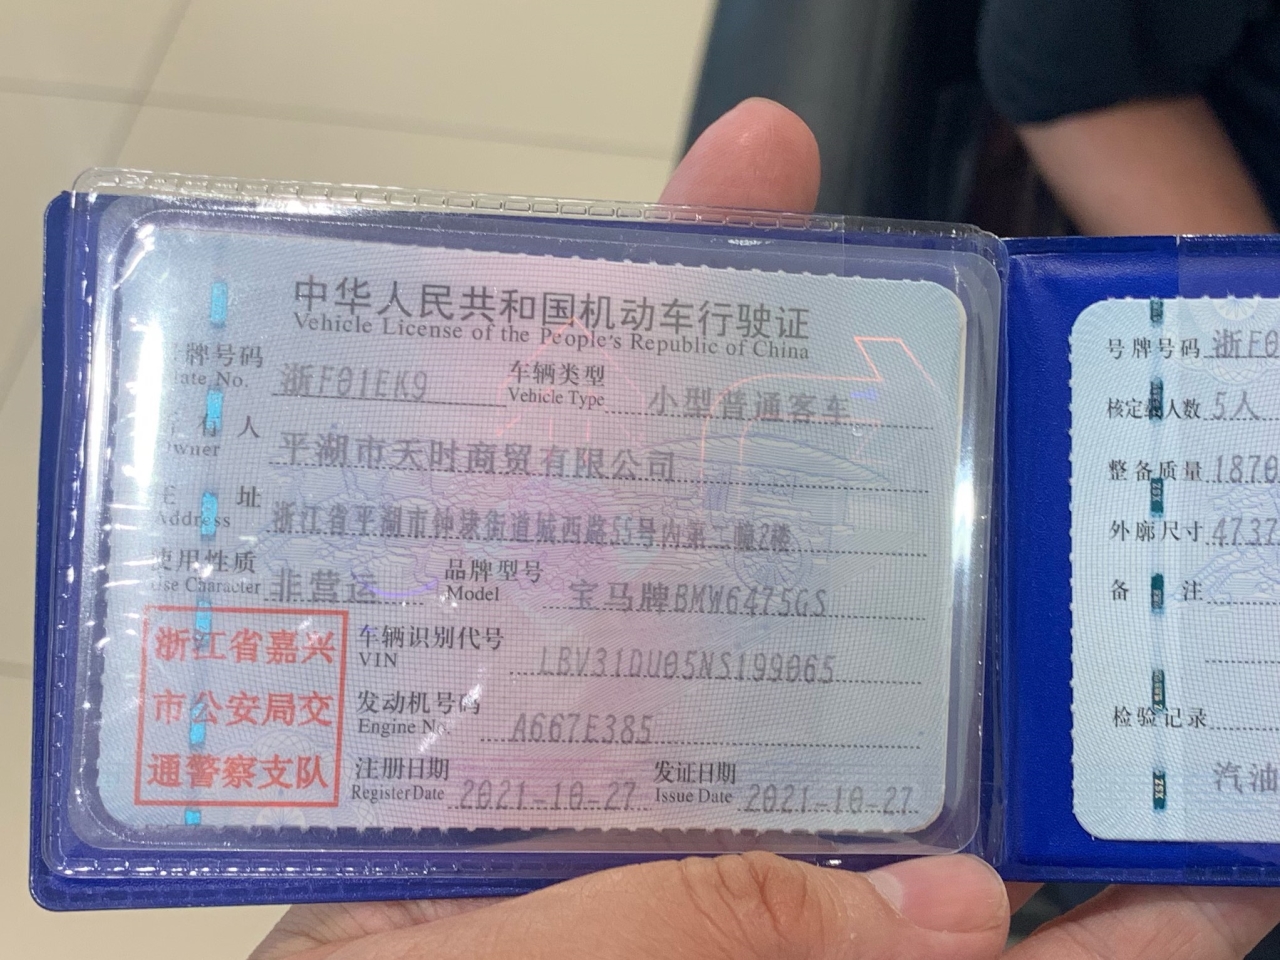 中华人民共和国机动车行驶证
Vehicle License of the People's Republic of China
牌号码 浙F01EK9 车辆类型 小型普通客车
ate No. Vehicle Type
有 人 平湖市天时商贸有限公司
Owner
址 浙江省平湖市钟埭街道城西路55号内第二幢2楼
Address
使用性质 非营运 品牌型号 宝马牌BMW6475GS
Use Character Model
浙江省嘉兴
市公安局交
通警察支队
车辆识别代号 LBV31DU05NS199065
VIN
发动机号码 A667E385
Engine No.
注册日期 2021-10-27 发证日期 2021-10-27
Register Date Issue Date
号牌号码 浙F0
核定载人数 5人
整备质量 1870
外廓尺寸 4737
备 注
检验记录
汽油